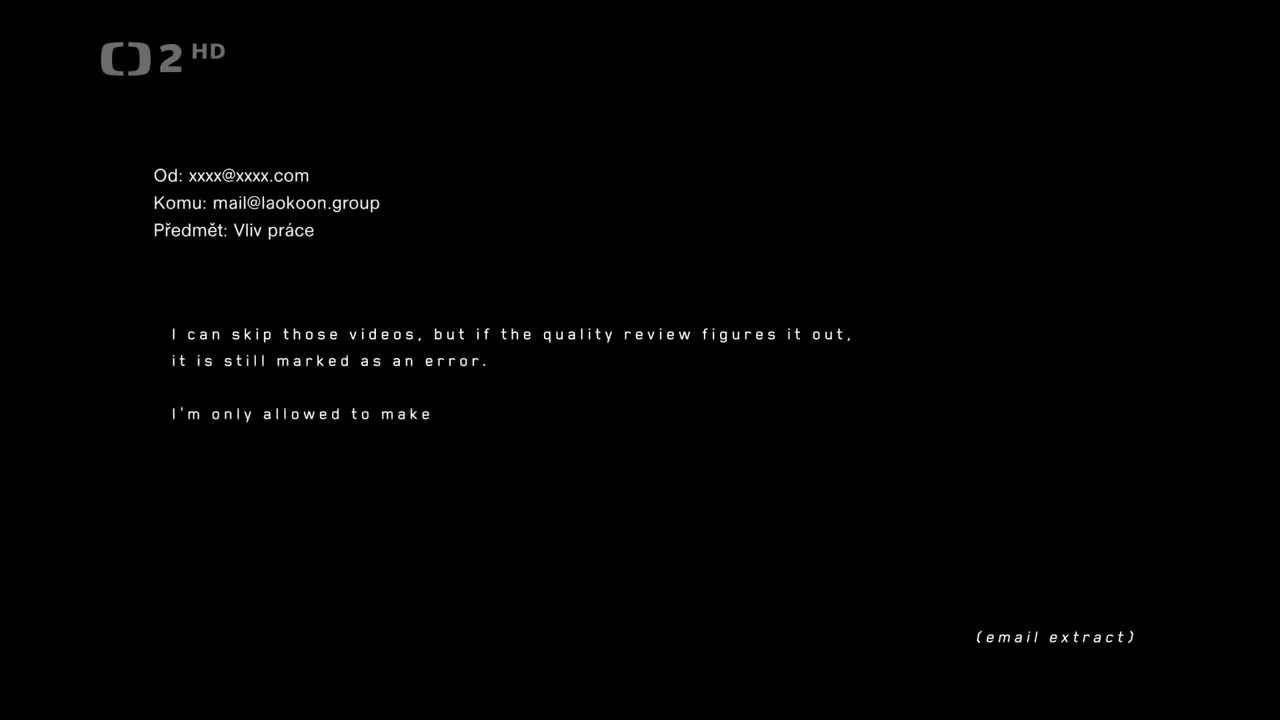 2 HD
Od: xxxx@xxxx.com
Komu: mail@laokoon.group
Předmět: Vliv práce
I can skip those videos, but if the quality review figures it out,
it is still marked as an error.
I'm only allowed to make
(email extract)